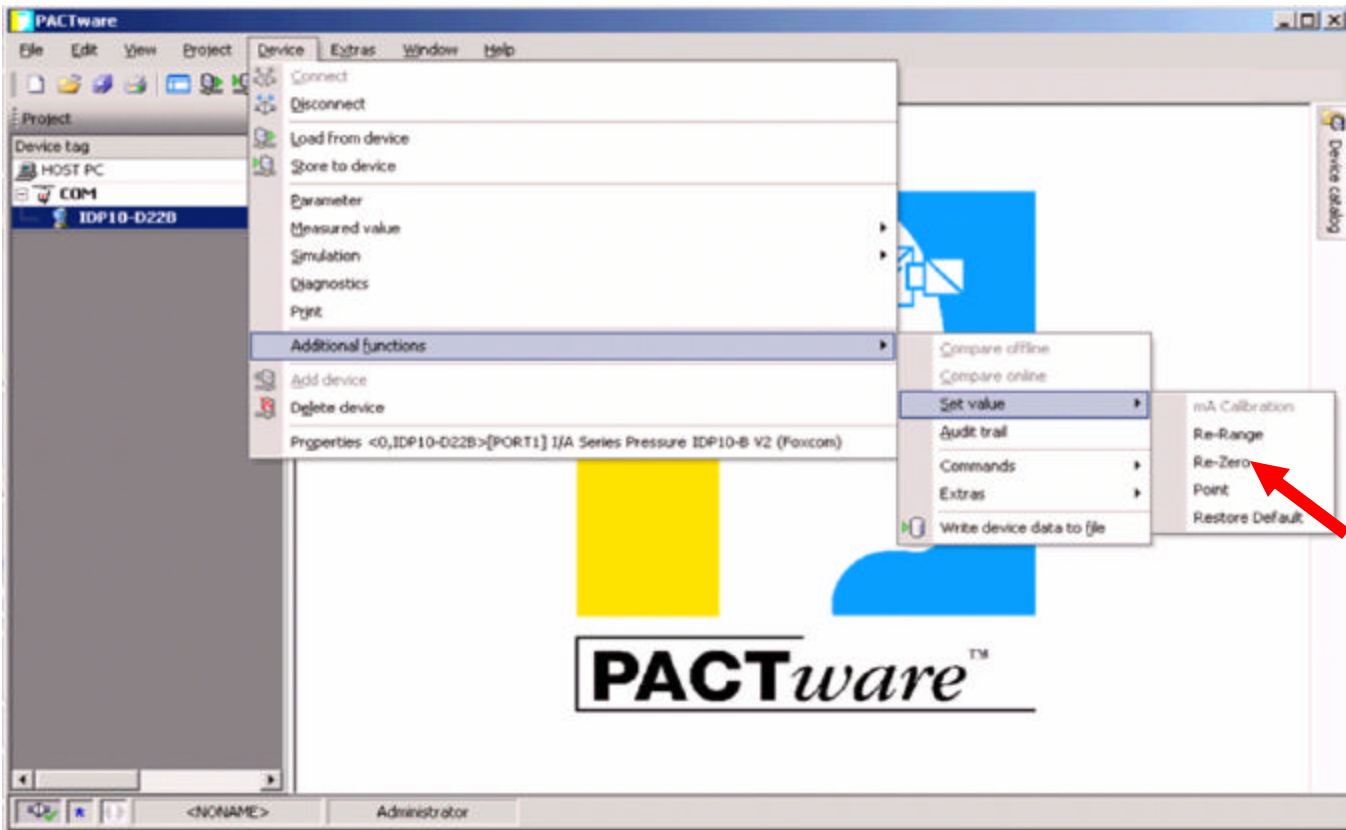 PACTware
File Edit View Project Device Extras Window Help
Project
Device tag
HOST PC
COM
IDP10-D22B
Connect
Disconnect
Load from device
Store to device
Parameter
Measured value
Simulation
Diagnostics
Print
Additional functions
Add device
Delete device
Properties <0,IDP10-D22B>[PORT1] I/A Series Pressure IDP10-B V2 (Foxcom)
Compare offline
Compare online
Set value
Audit trail
Commands
Extras
Write device data to file
mA Calibration
Re-Range
Re-Zero
Point
Restore Default
Device catalog
PACTware™
<NONAME> Administrator